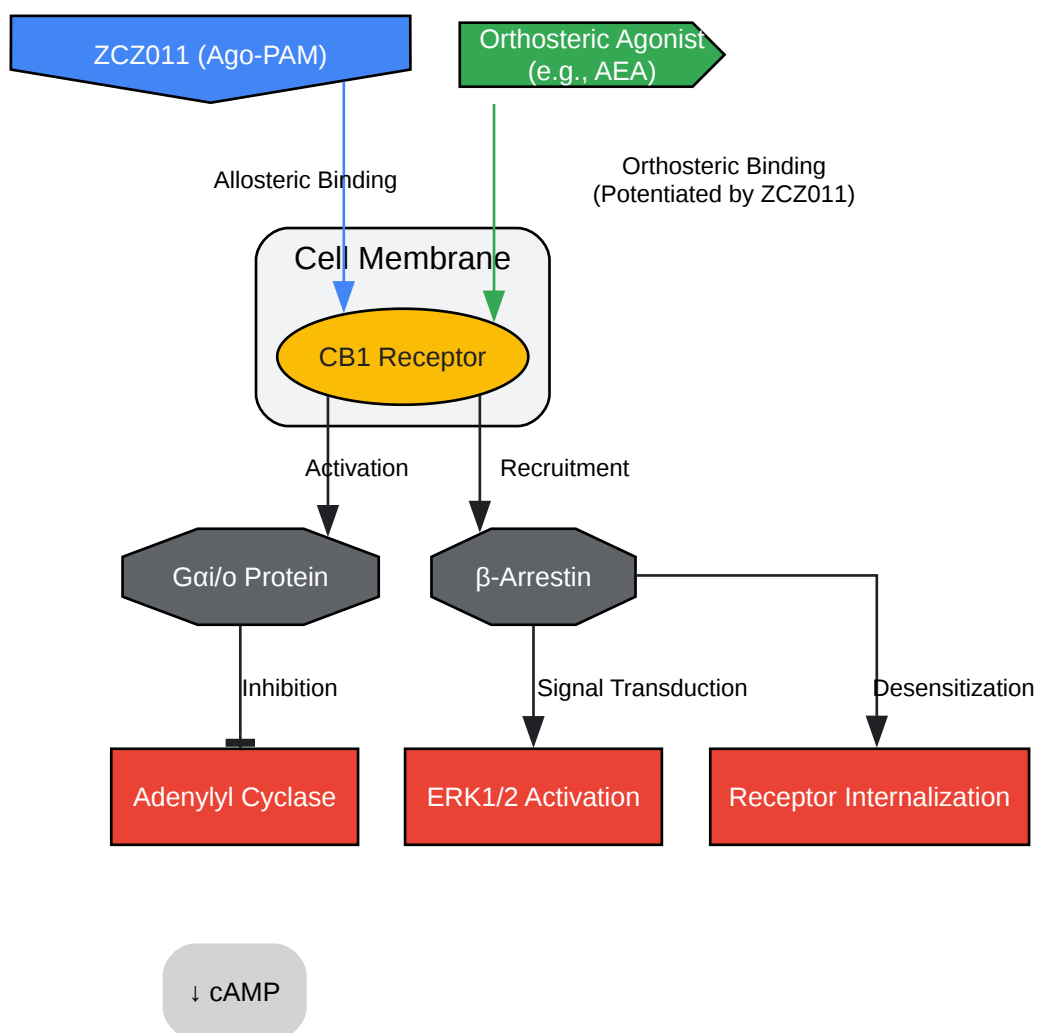 ZCZ011 (Ago-PAM)
Orthosteric Agonist
(e.g., AEA)
Allosteric Binding
Orthosteric Binding
(Potentiated by ZCZ011)
Cell Membrane
CB1 Receptor
Activation
Recruitment
Gαi/o Protein
β-Arrestin
Inhibition
Signal Transduction
Desensitization
Adenylyl Cyclase
ERK1/2 Activation
Receptor Internalization
↓ cAMP